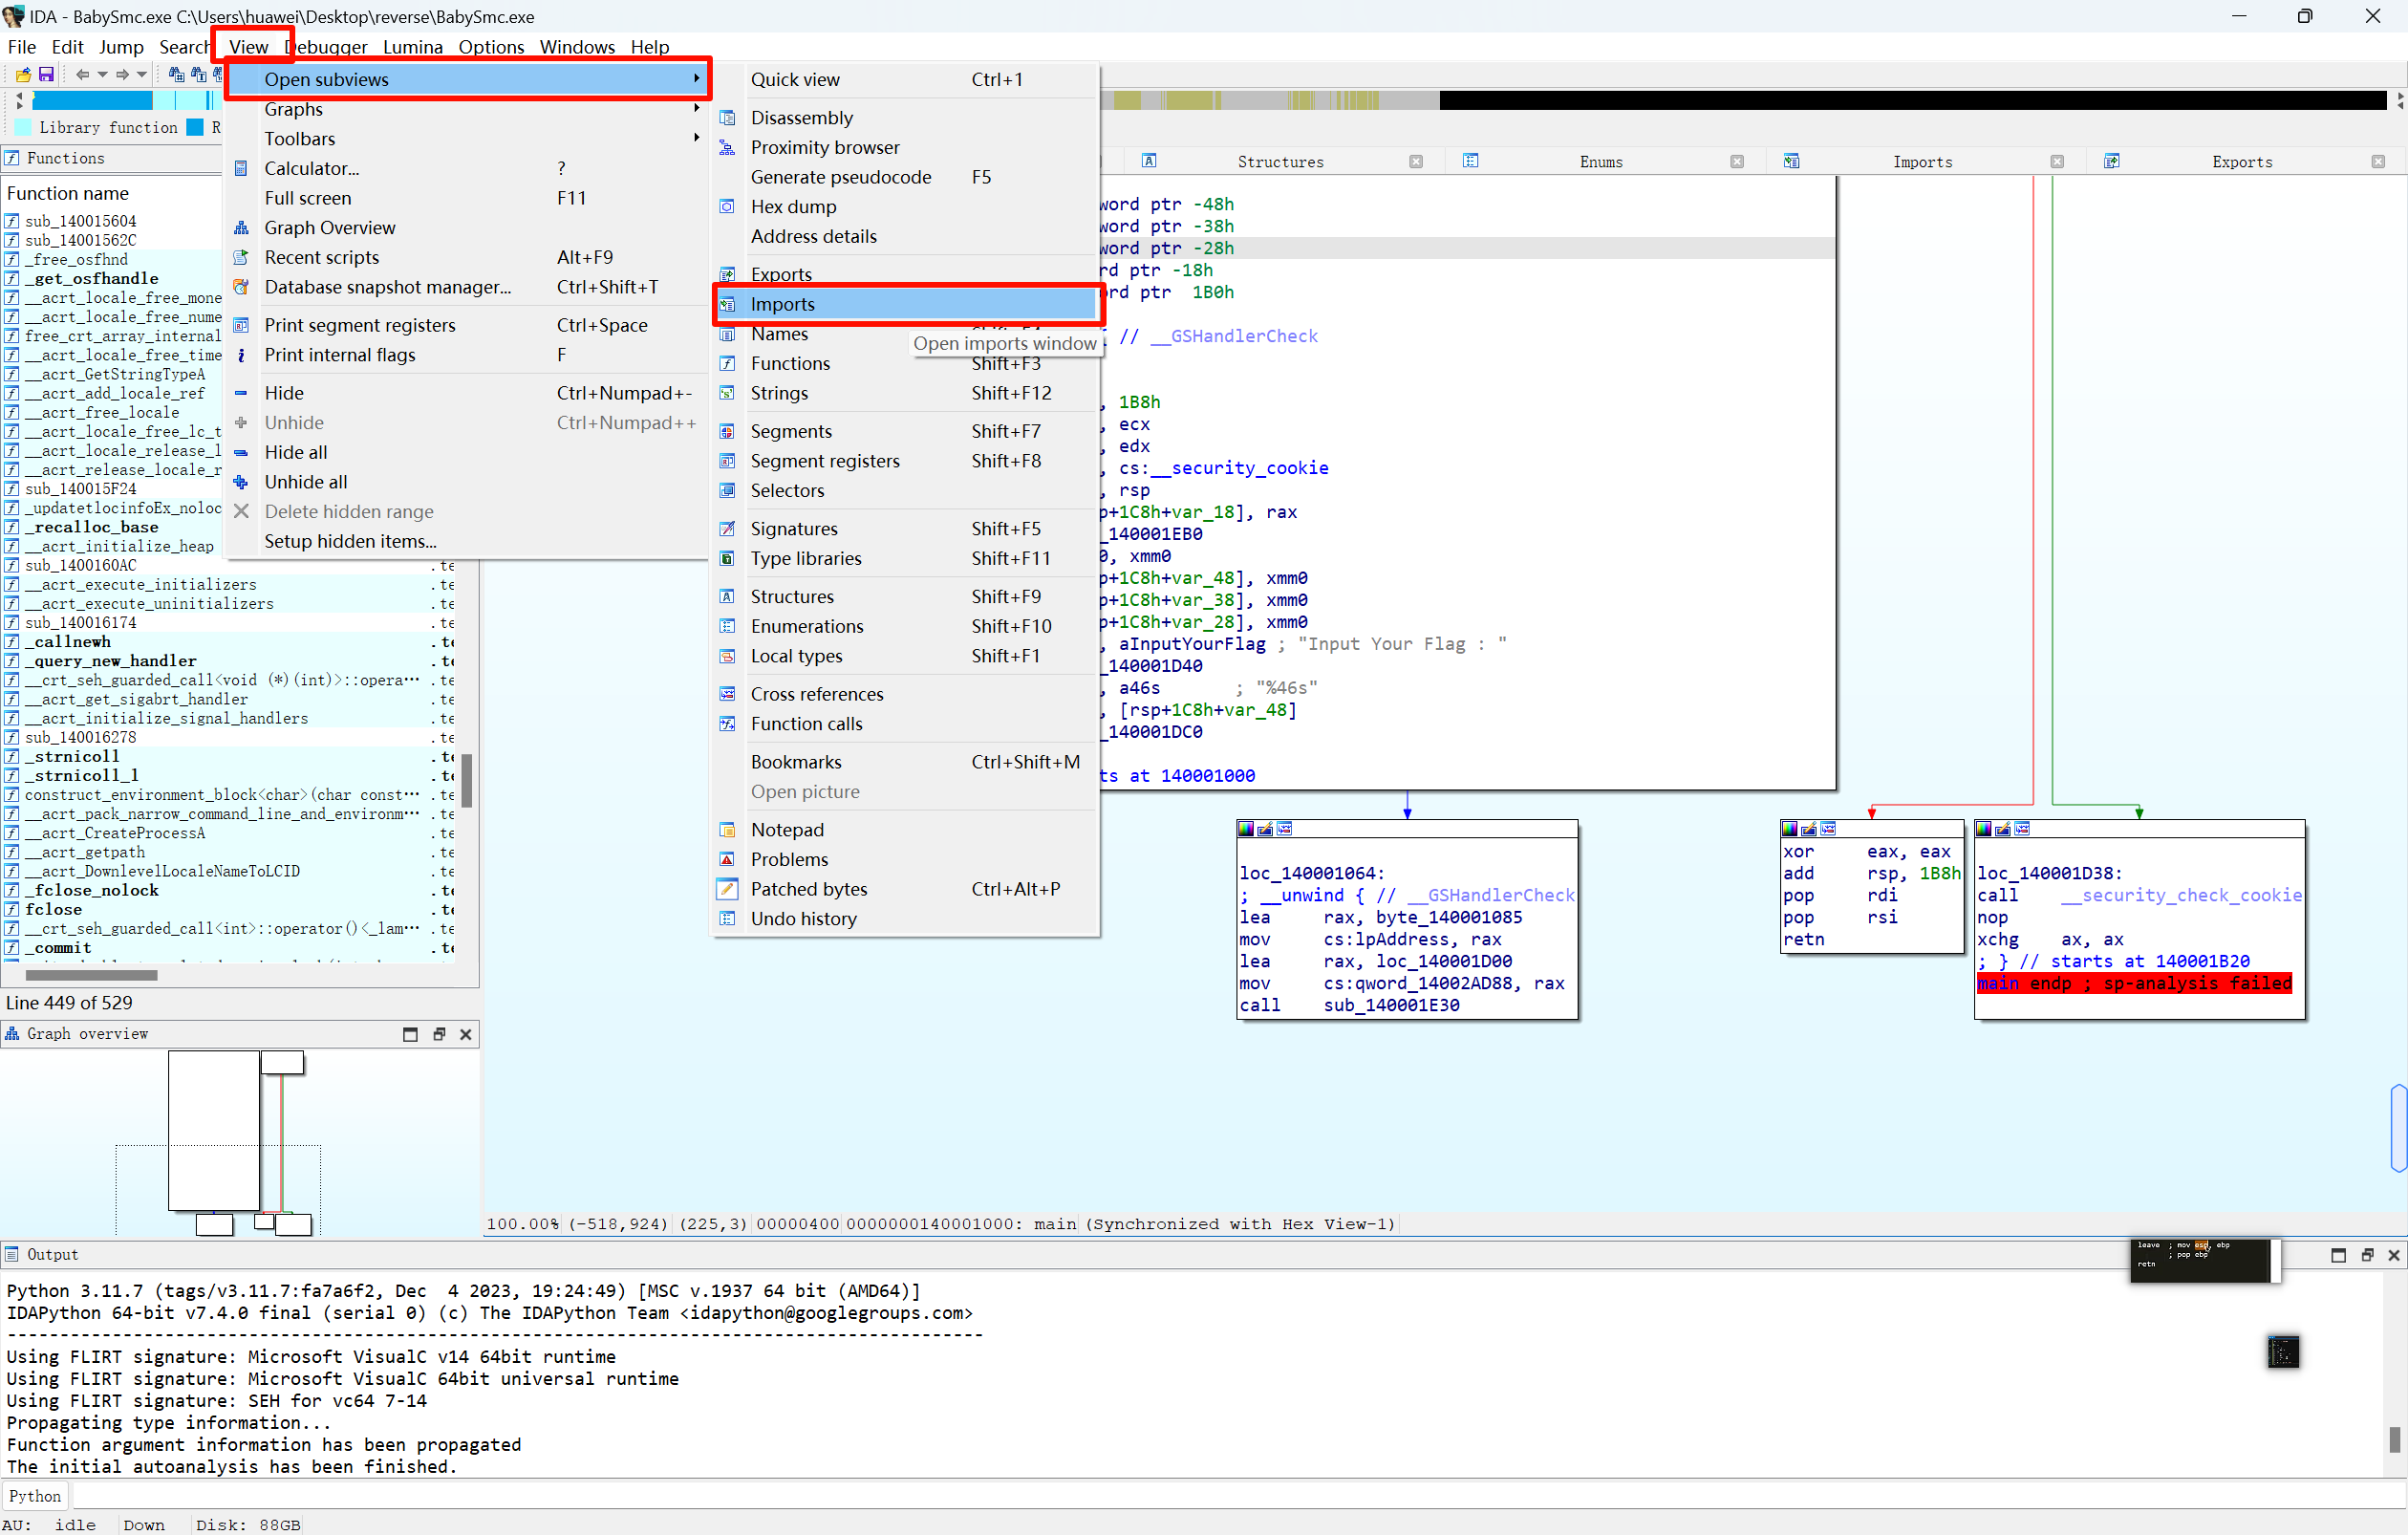 IDA - BabySmc.exe C:\Users\huawei\Desktop\reverse\BabySmc.exe
File Edit Jump Search View Debugger Lumina Options Windows Help
Library function
Functions
Function name
sub_140015604
sub_14001562C
_free_osfhnd
_get_osfhandle
__acrt_locale_free_mone
__acrt_locale_free_nume
free_crt_array_internal
__acrt_locale_free_time
__acrt_GetStringTypeA
__acrt_add_locale_ref
__acrt_free_locale
__acrt_locale_free_lc_t
__acrt_locale_release_l
__acrt_release_locale_r
sub_140015F24
_updatetlocinfoEx_noloc
_recalloc_base
__acrt_initialize_heap
sub_1400160AC .te
__acrt_execute_initializers .te
__acrt_execute_uninitializers .te
sub_140016174 .te
_callnewh .te
_query_new_handler .te
__crt_seh_guarded_call<void (*)(int)>::opera… .te
__acrt_get_sigabrt_handler .te
__acrt_initialize_signal_handlers .te
sub_140016278 .te
_strnicoll .te
_strnicoll_l .te
construct_environment_block<char>(char const… .te
__acrt_pack_narrow_command_line_and_environm… .te
__acrt_CreateProcessA .te
__acrt_getpath .te
__acrt_DownlevelLocaleNameToLCID .te
_fclose_nolock .te
fclose .te
__crt_seh_guarded_call<int>::operator()<_lam… .te
_commit .te
Line 449 of 529
Graph overview
Open subviews
Graphs
Toolbars
Calculator... ?
Full screen F11
Graph Overview
Recent scripts Alt+F9
Database snapshot manager... Ctrl+Shift+T
Print segment registers Ctrl+Space
Print internal flags F
Hide Ctrl+Numpad+-
Unhide Ctrl+Numpad++
Hide all
Unhide all
Delete hidden range
Setup hidden items...
Quick view Ctrl+1
Disassembly
Proximity browser
Generate pseudocode F5
Hex dump
Address details
Exports
Imports
Names
Open imports window
Functions Shift+F3
Strings Shift+F12
Segments Shift+F7
Segment registers Shift+F8
Selectors
Signatures Shift+F5
Type libraries Shift+F11
Structures Shift+F9
Enumerations Shift+F10
Local types Shift+F1
Cross references
Function calls
Bookmarks Ctrl+Shift+M
Open picture
Notepad
Problems
Patched bytes Ctrl+Alt+P
Undo history
Structures Enums Imports Exports
word ptr -48h
word ptr -38h
word ptr -28h
rd ptr -18h
ord ptr 1B0h
{ // __GSHandlerCheck
, 1B8h
, ecx
, edx
, cs:__security_cookie
, rsp
p+1C8h+var_18], rax
_140001EB0
0, xmm0
p+1C8h+var_48], xmm0
p+1C8h+var_38], xmm0
p+1C8h+var_28], xmm0
, aInputYourFlag ; "Input Your Flag : "
_140001D40
, a46s ; "%46s"
, [rsp+1C8h+var_48]
_140001DC0
ts at 140001000
loc_140001064:
; __unwind { // __GSHandlerCheck
lea rax, byte_140001085
mov cs:lpAddress, rax
lea rax, loc_140001D00
mov cs:qword_14002AD88, rax
call sub_140001E30
xor eax, eax
add rsp, 1B8h
pop rdi
pop rsi
retn
loc_140001D38:
call __security_check_cookie
nop
xchg ax, ax
; } // starts at 140001B20
main endp ; sp-analysis failed
100.00% (-518,924) (225,3) 00000400 0000000140001000: main (Synchronized with Hex View-1)
Output
leave ; mov esp, ebp
; pop ebp
retn
Python 3.11.7 (tags/v3.11.7:fa7a6f2, Dec 4 2023, 19:24:49) [MSC v.1937 64 bit (AMD64)]
IDAPython 64-bit v7.4.0 final (serial 0) (c) The IDAPython Team <idapython@googlegroups.com>
---------------------------------------------------------------------------------------------
Using FLIRT signature: Microsoft VisualC v14 64bit runtime
Using FLIRT signature: Microsoft VisualC 64bit universal runtime
Using FLIRT signature: SEH for vc64 7-14
Propagating type information...
Function argument information has been propagated
The initial autoanalysis has been finished.
Python
AU: idle Down Disk: 88GB